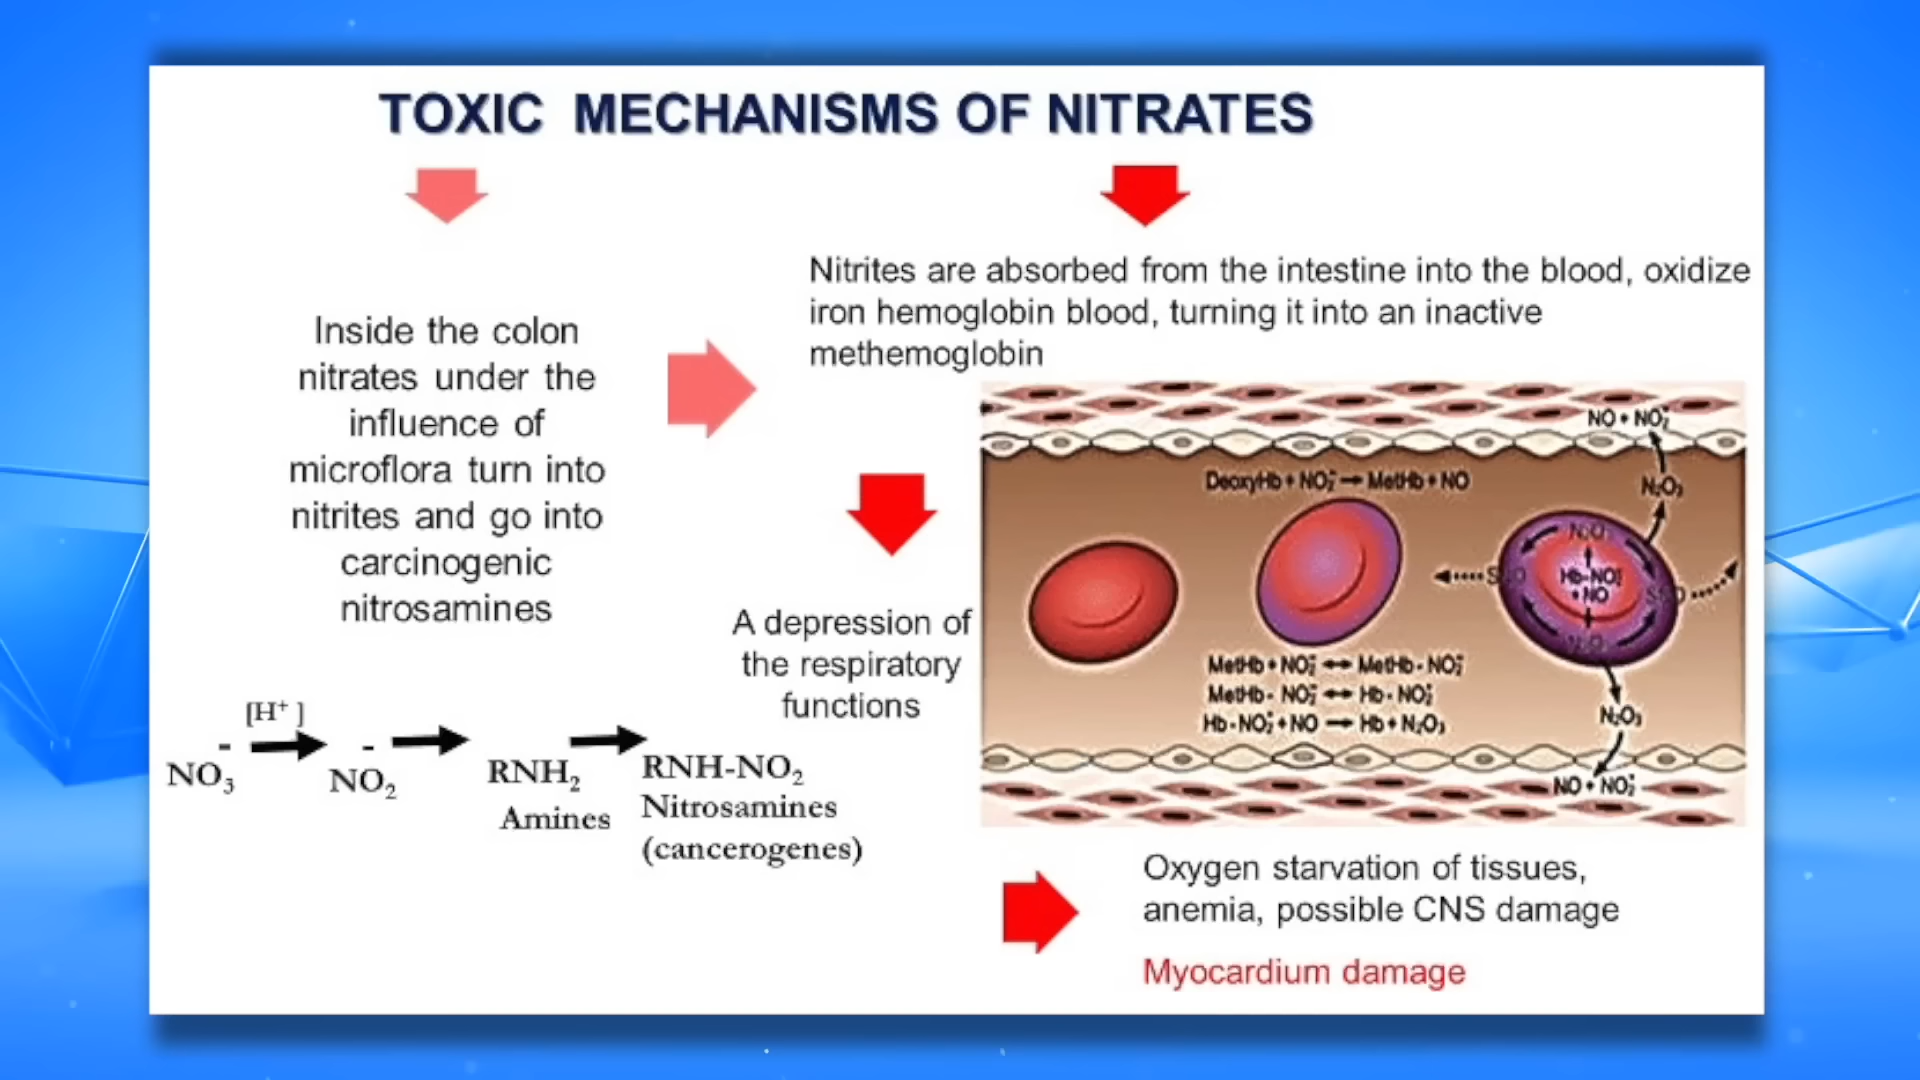 TOXIC MECHANISMS OF NITRATES
Inside the colon
nitrates under the
influence of
microflora turn into
nitrites and go into
carcinogenic
nitrosamines
Nitrites are absorbed from the intestine into the blood, oxidize
iron hemoglobin blood, turning it into an inactive
methemoglobin
A depression of
the respiratory
functions
[H⁺ ]
NO₃⁻
NO₂⁻
RNH₂
Amines
RNH-NO₂
Nitrosamines
(cancerogenes)
DeoxyHb + NO₂⁻ → MetHb + NO
MetHb + NO₂⁻ ↔ MetHb - NO₂⁻
MetHb - NO₂⁻ ↔ Hb - NO₂
Hb - NO₂ + NO → Hb + N₂O₃
NO + NO₂⁻
N₂O₃
N₂O₃
Hb-NO₂
+ NO
N₂O₃
N₂O₃
NO + NO₂⁻
Oxygen starvation of tissues,
anemia, possible CNS damage
Myocardium damage